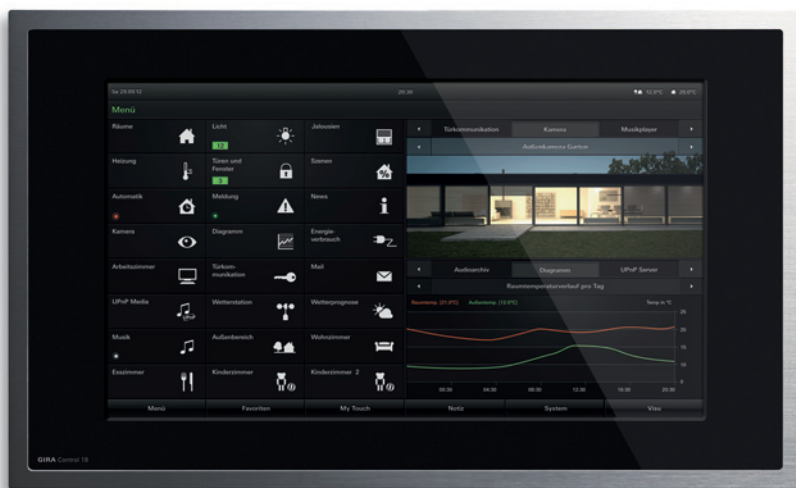 Sa 29.09.12
20:30
12.0°C
20.0°C
Menü
Räume
Licht
12
Jalousien
Heizung
Türen und
Fenster
3
Szenen
%
Automatik
Meldung
News
Kamera
Diagramm
Energie-
verbrauch
Arbeitszimmer
Türkom-
munikation
Mail
UPnP Media
UPnP
Wetterstation
Wetterprognose
Musik
Außenbereich
Wohnzimmer
Esszimmer
Kinderzimmer
Kinderzimmer 2
Türkommunikation Kamera Musikplayer
Außenkamera Garten
Audioarchiv Diagramm UPnP Server
Raumtemperaturverlauf pro Tag
Raumtemp. (21.0°C) Außentemp. (12.0°C) Temp in °C
25
20
15
10
0
00:30 04:30 08:30 12:30 16:30 20:30
Menü Favoriten My Touch Notiz System Visu
GIRA Control 18